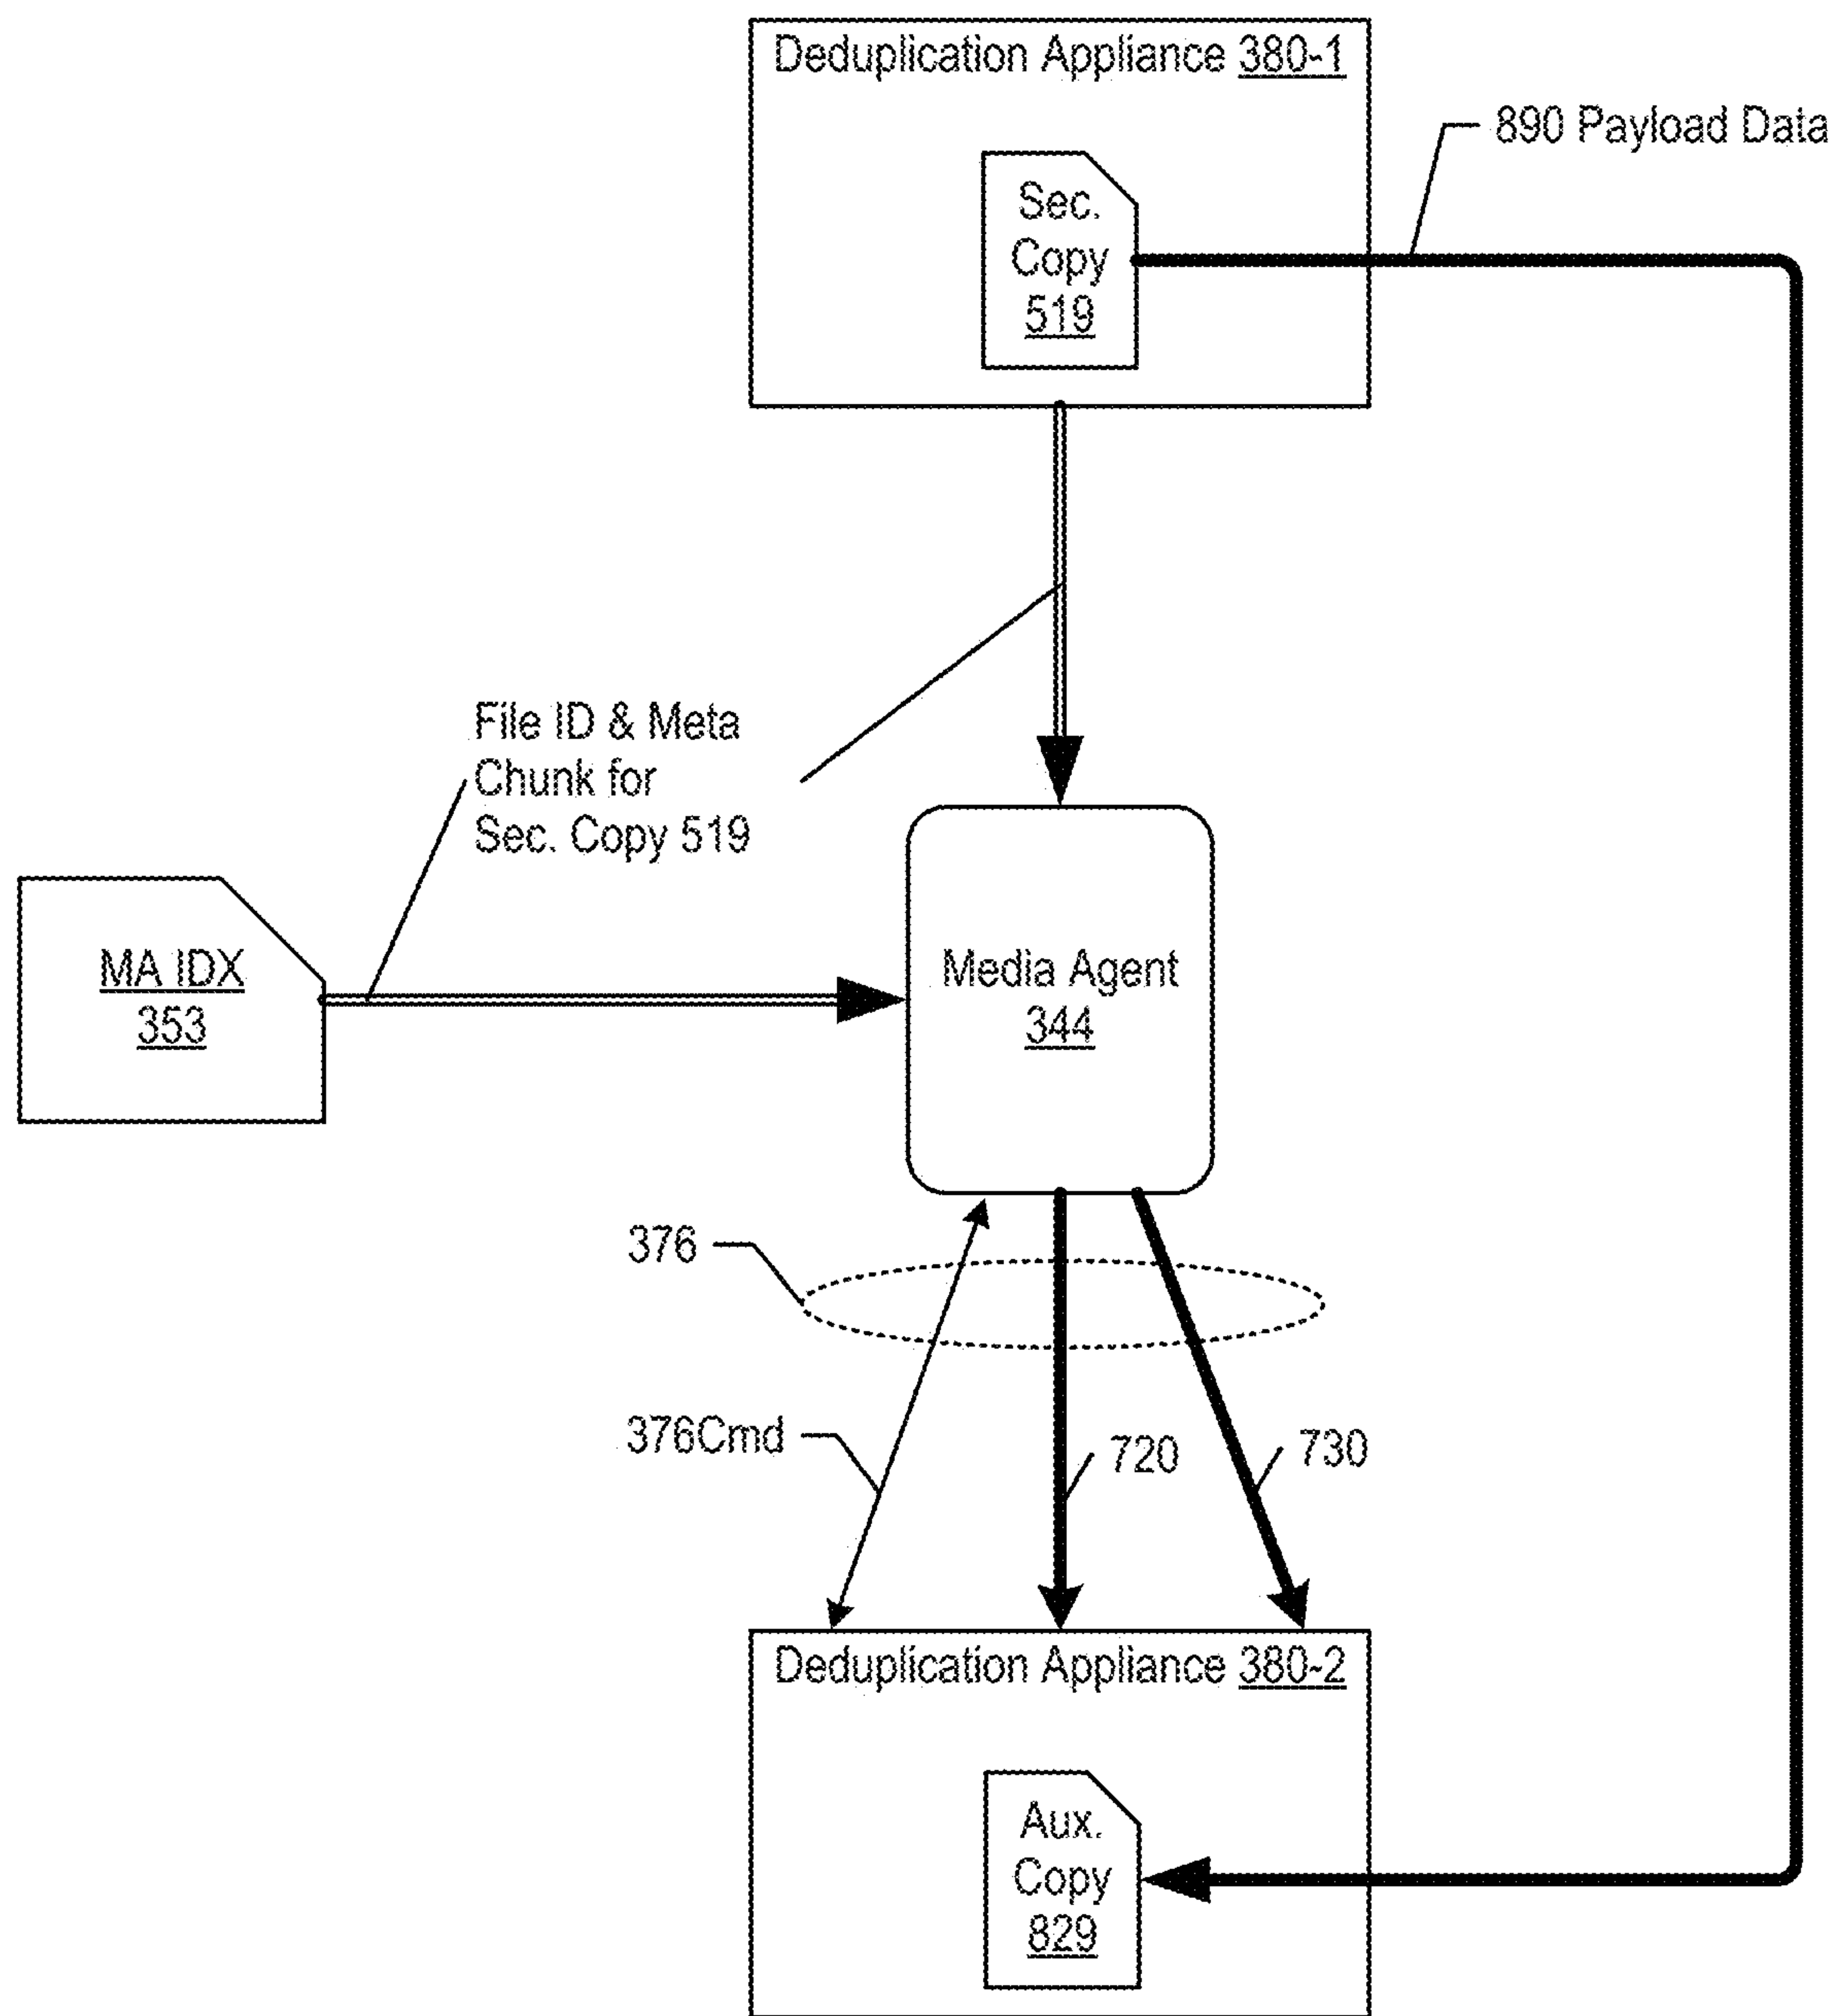 Deduplication Appliance 380-1
890 Payload Data
Sec.
Copy
519
File ID & Meta
Chunk for
Sec. Copy 519
MA IDX
353
Media Agent
344
376
376Cmd
720
730
Deduplication Appliance 380-2
Aux.
Copy
829